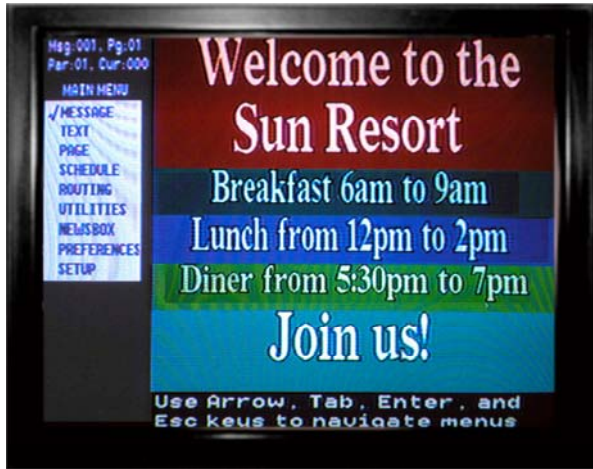 Msg:001, Pg:01
Par:01, Cur:000
MAIN MENU
√MESSAGE
TEXT
PAGE
SCHEDULE
ROUTING
UTILITIES
NEWSBOX
PREFERENCES
SETUP
Welcome to the
Sun Resort
Breakfast 6am to 9am
Lunch from 12pm to 2pm
Diner from 5:30pm to 7pm
Join us!
Use Arrow, Tab, Enter, and
Esc keys to navigate menus